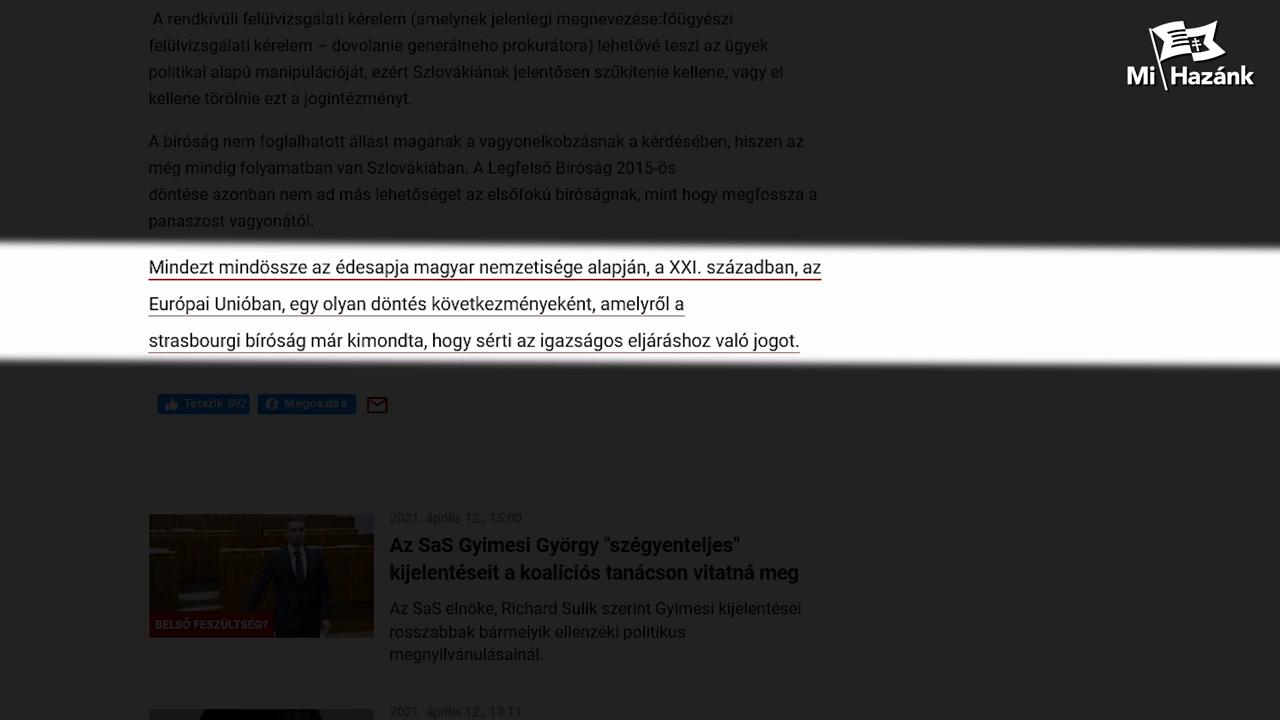 A rendkívüli felülvizsgálati kérelem (amelynek jelenlegi megnevezése:főügyészi
felülvizsgálati kérelem – dovolanie generálneho prokurátora) lehetővé teszi az ügyek
politikai alapú manipulációját, ezért Szlovákiának jelentősen szűkítenie kellene, vagy el
kellene törölnie ezt a jogintézményt.
A bíróság nem foglalhatott állást magának a vagyonelkobzásnak a kérdésében, hiszen az
még mindig folyamatban van Szlovákiában. A Legfelső Bíróság 2015-ös
döntése azonban nem ad más lehetőséget az elsőfokú bíróságnak, mint hogy megfossza a
panaszost vagyonától.
Mindezt mindössze az édesapja magyar nemzetisége alapján, a XXI. században, az
Európai Unióban, egy olyan döntés következményeként, amelyről a
strasbourgi bíróság már kimondta, hogy sérti az igazságos eljáráshoz való jogot.
Tetszik 892 Megosztás
2021. április 12., 15:00
Az SaS Gyimesi György "szégyenteljes"
kijelentéseit a koalíciós tanácson vitatná meg
Az SaS elnöke, Richard Sulík szerint Gyimesi kijelentései
rosszabbak bármelyik ellenzéki politikus
megnyilvánulásainál.
BELSŐ FESZÜLTSÉG?
2021. április 12., 13:11
Mi Hazánk